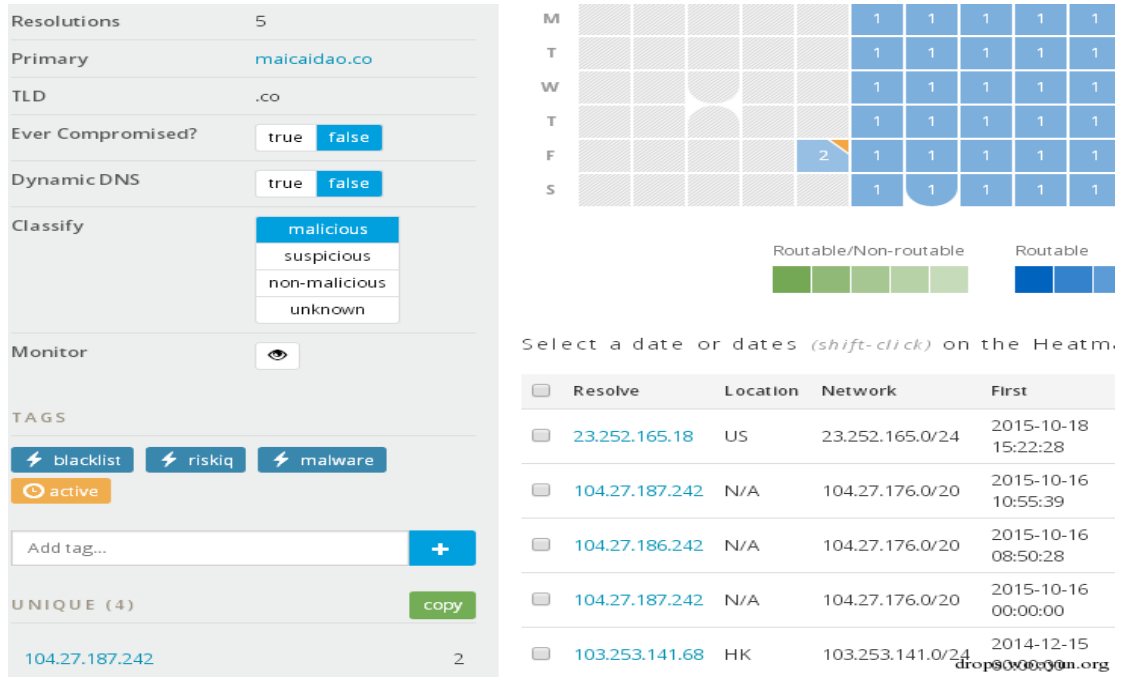 Resolutions 5
Primary maicaidao.co
TLD .co
Ever Compromised? true false
Dynamic DNS true false
Classify malicious
suspicious
non-malicious
unknown
Monitor
TAGS
blacklist riskiq malware
active
Add tag... +
UNIQUE (4) copy
104.27.187.242 2
M 1 1 1 1 1
T 1 1 1 1 1
W 1 1 1 1 1
T 1 1 1 1 1
F 2 1 1 1 1 1
S 1 1 1 1 1
Routable/Non-routable Routable
Select a date or dates (shift-click) on the Heatm
Resolve Location Network First
23.252.165.18 US 23.252.165.0/24 2015-10-18
15:22:28
104.27.187.242 N/A 104.27.176.0/20 2015-10-16
10:55:39
104.27.186.242 N/A 104.27.176.0/20 2015-10-16
08:50:28
104.27.187.242 N/A 104.27.176.0/20 2015-10-16
00:00:00
103.253.141.68 HK 103.253.141.0/24 2014-12-15
drops.wooyun.org